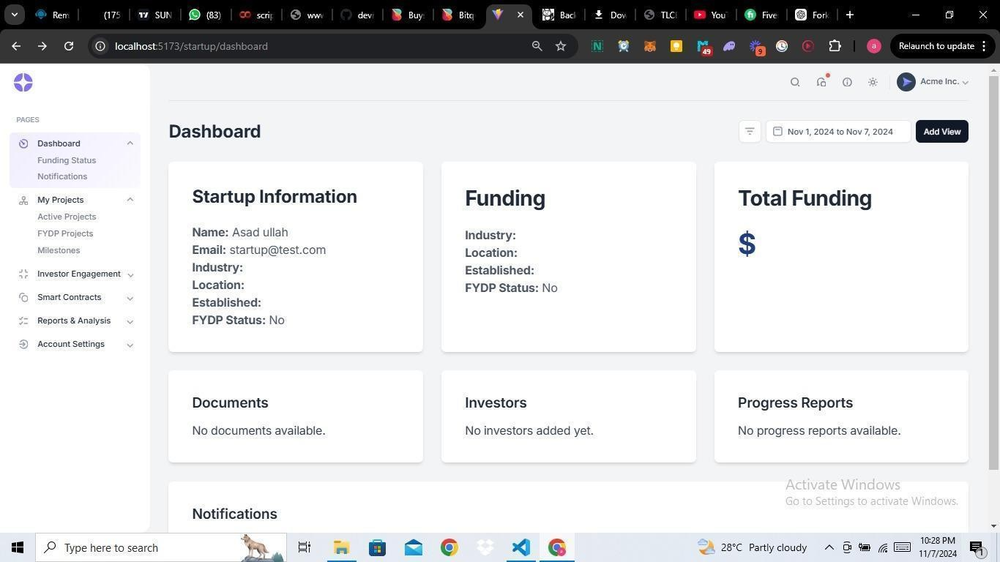 Rem
(175
SUN
(83)
scrip
www
dev
Buy
Bitq
Back
Dow
TLC
YouT
Five
Fork
localhost:5173/startup/dashboard
49
9
a
Relaunch to update
Acme Inc.
PAGES
Dashboard
Funding Status
Notifications
My Projects
Active Projects
FYDP Projects
Milestones
Investor Engagement
Smart Contracts
Reports & Analysis
Account Settings
Dashboard
Nov 1, 2024 to Nov 7, 2024
Add View
Startup Information
Name: Asad ullah
Email: startup@test.com
Industry:
Location:
Established:
FYDP Status: No
Funding
Industry:
Location:
Established:
FYDP Status: No
Total Funding
$
Documents
No documents available.
Investors
No investors added yet.
Progress Reports
No progress reports available.
Notifications
Activate Windows
Go to Settings to activate Windows.
Type here to search
28°C Partly cloudy
10:28 PM
11/7/2024
1